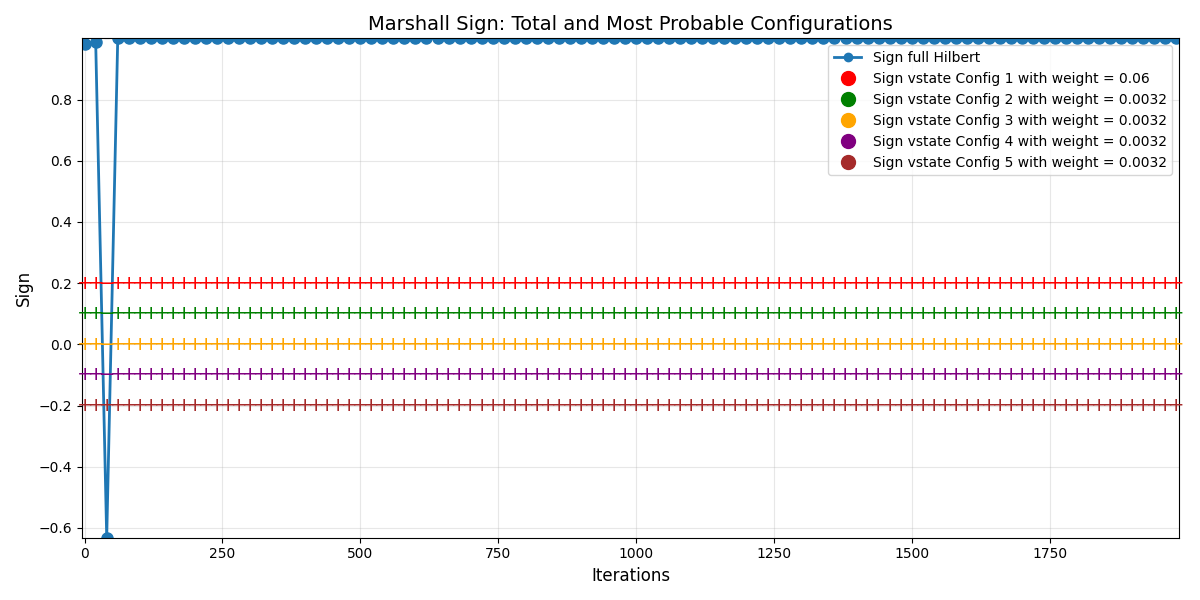 Marshall Sign: Total and Most Probable Configurations
Sign full Hilbert
Sign vstate Config 1 with weight = 0.06
Sign vstate Config 2 with weight = 0.0032
Sign vstate Config 3 with weight = 0.0032
Sign vstate Config 4 with weight = 0.0032
Sign vstate Config 5 with weight = 0.0032
Sign
0.8
0.6
0.4
0.2
0.0
−0.2
−0.4
−0.6
0 250 500 750 1000 1250 1500 1750
Iterations